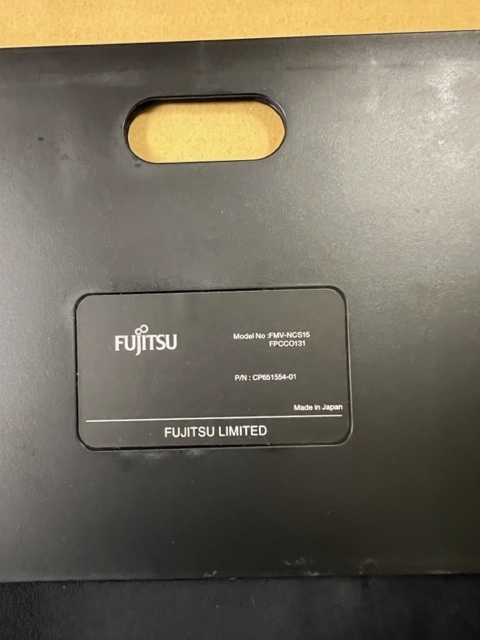 FUJITSU
Model No :FMV-NCS15
FPCCO131
P/N : CP651554-01
Made in Japan
FUJITSU LIMITED